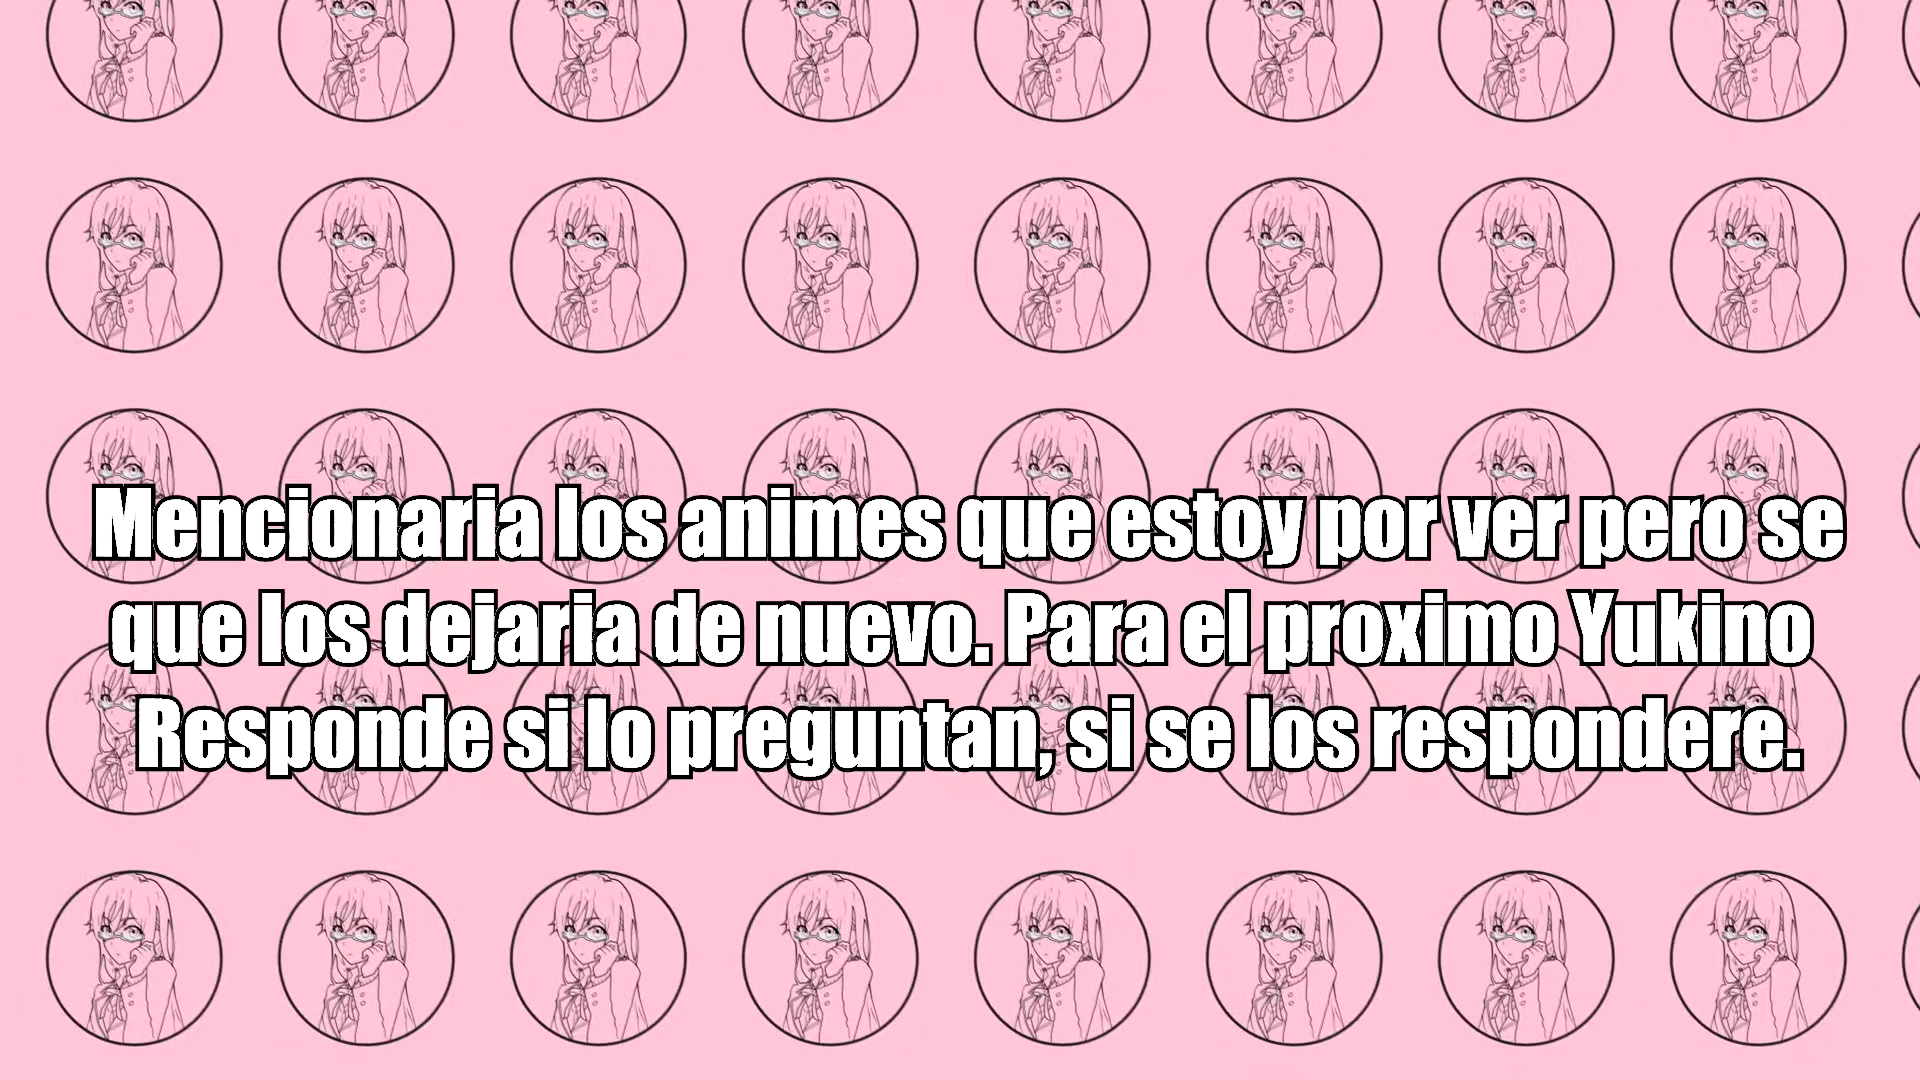 Mencionaria los animes que estoy por ver pero se
que los dejaria de nuevo. Para el proximo Yukino
Responde si lo preguntan, si se los respondere.